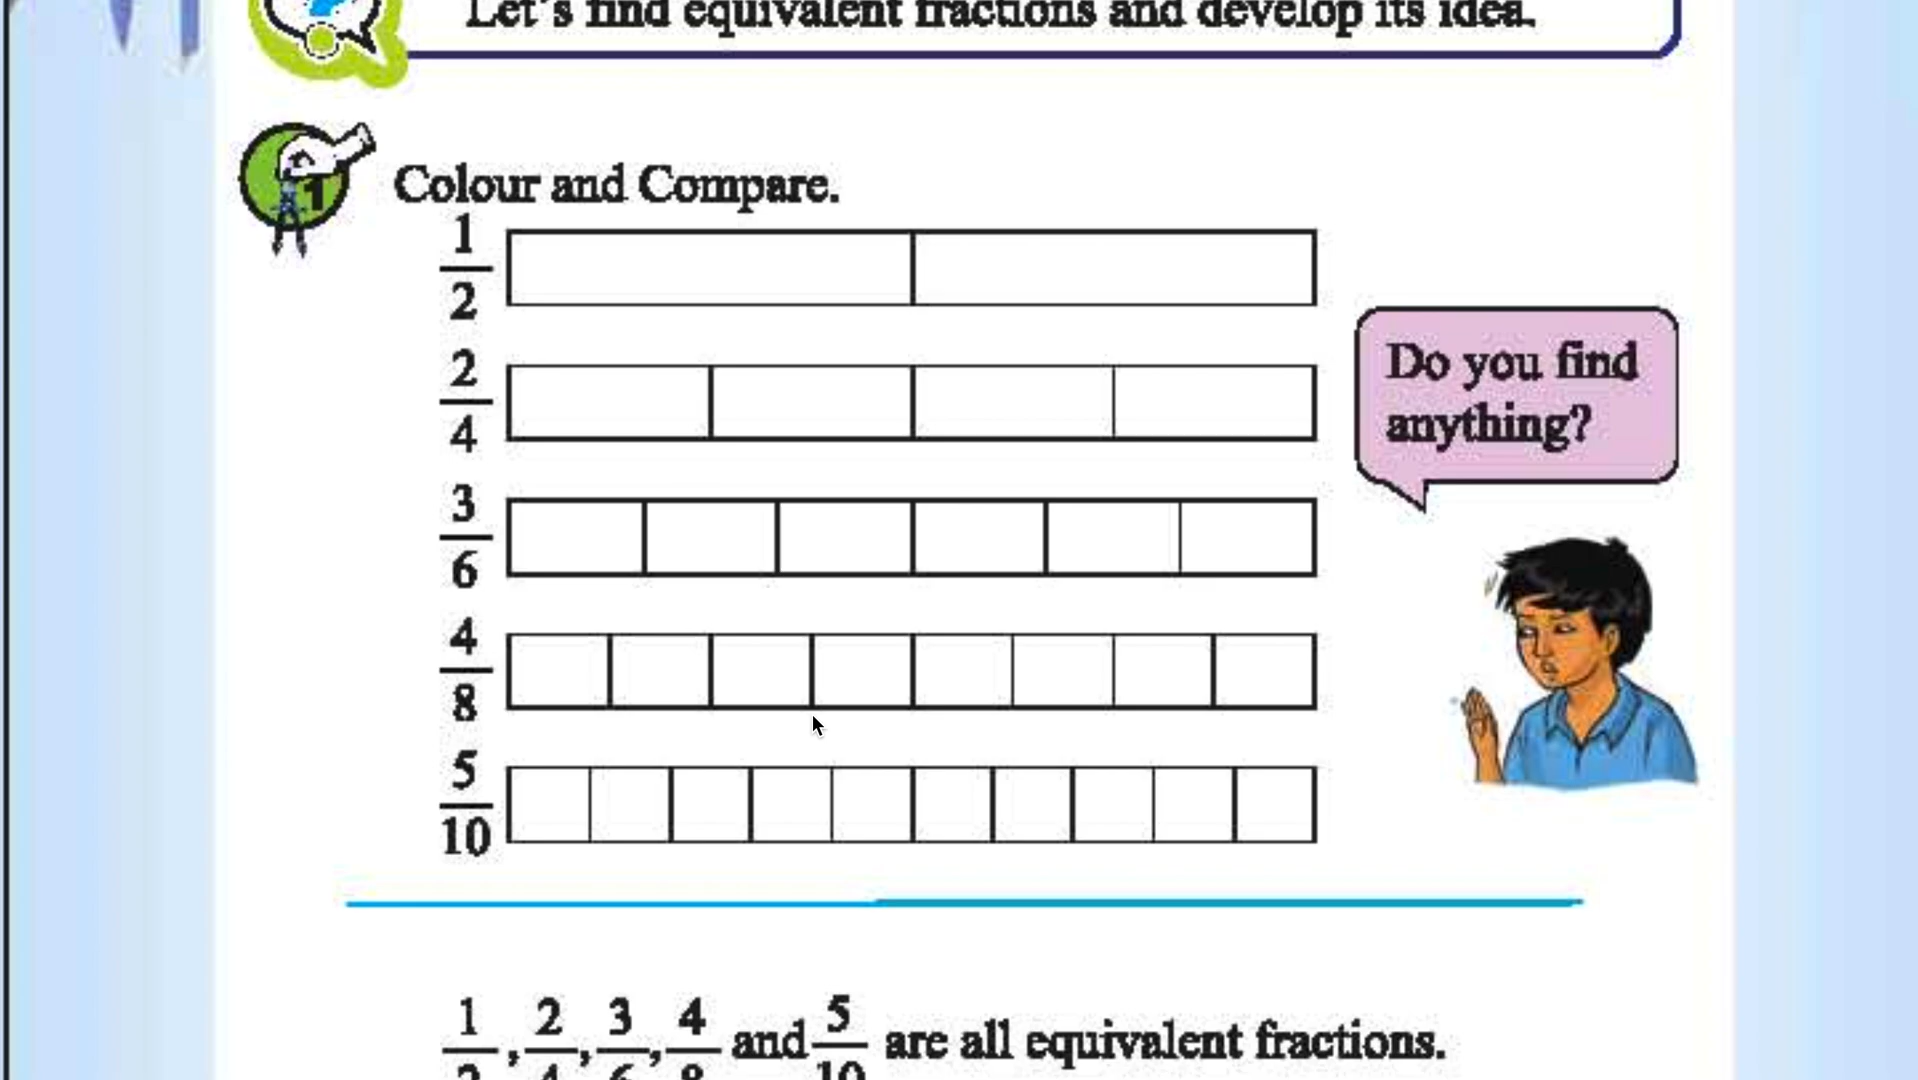 Let's find equivalent fractions and develop its idea.
1
Colour and Compare.
1
2
2
4
Do you find
anything?
3
6
4
8
5
10
1/2, 2/4, 3/6, 4/8 and 5/10 are all equivalent fractions.